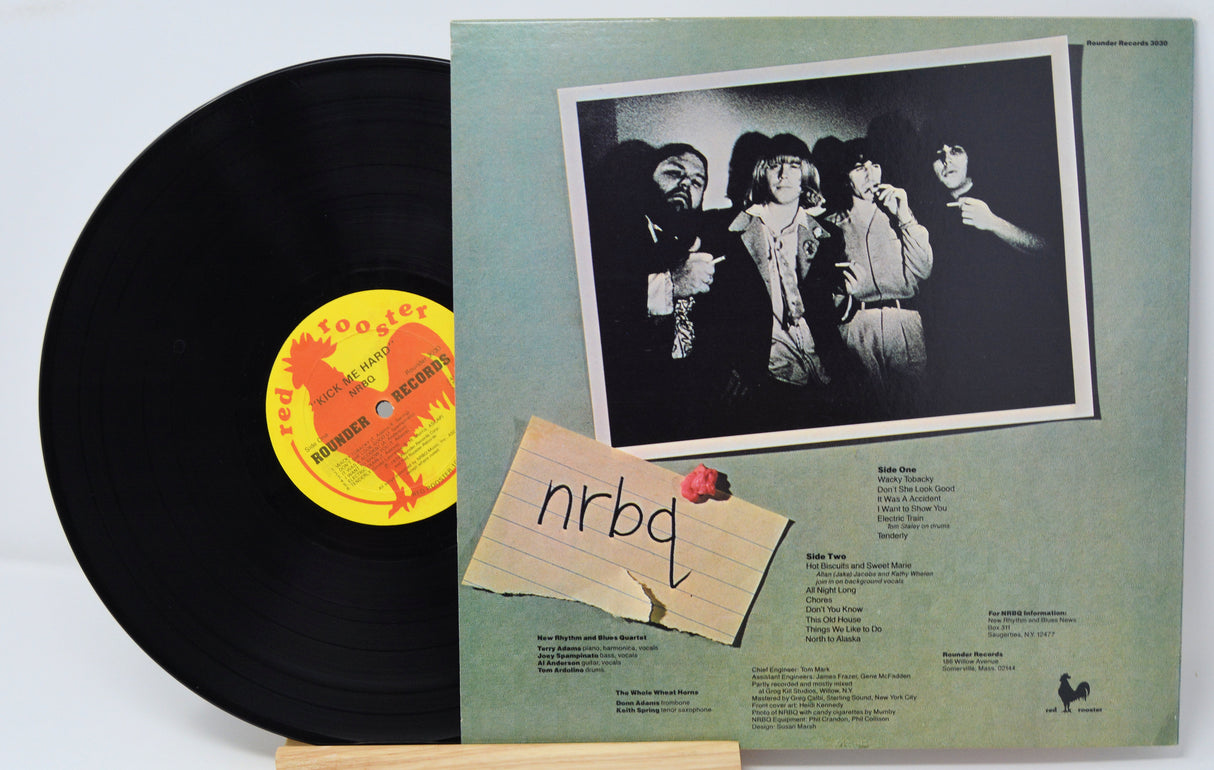 Rounder Records 3030
red rooster
"KICK ME HARD"
NRBQ
ROUNDER RECORDS
nrbq
Side One
Wacky Tobacky
Don't She Look Good
It Was A Accident
I Want to Show You
Electric Train
Tom Staley on drums
Tenderly
Side Two
Hot Biscuits and Sweet Marie
Allan (Jake) Jacobs and Kathy Whelen
join in on background vocals
All Night Long
Chores
Don't You Know
This Old House
Things We Like to Do
North to Alaska
For NRBQ Information:
New Rhythm and Blues News
Box 311
Saugerties, N.Y. 12477
New Rhythm and Blues Quartet
Terry Adams piano, harmonica, vocals
Joey Spampinato bass, vocals
Al Anderson guitar, vocals
Tom Ardolino drums
Rounder Records
186 Willow Avenue
Somerville, Mass. 02144
The Whole Wheat Horns
Donn Adams trombone
Keith Spring tenor saxophone
Chief Engineer: Tom Mark
Assistant Engineers: James Frazer, Gene McFadden
Partly recorded and mostly mixed
at Grog Kill Studios, Willow, N.Y.
Mastered by Greg Calbi, Sterling Sound, New York City
Front cover art: Heidi Kennedy
Photo of NRBQ with candy cigarettes by Mumby
NRBQ Equipment: Phil Crandon, Phil Collison
Design: Susan Marsh
red rooster